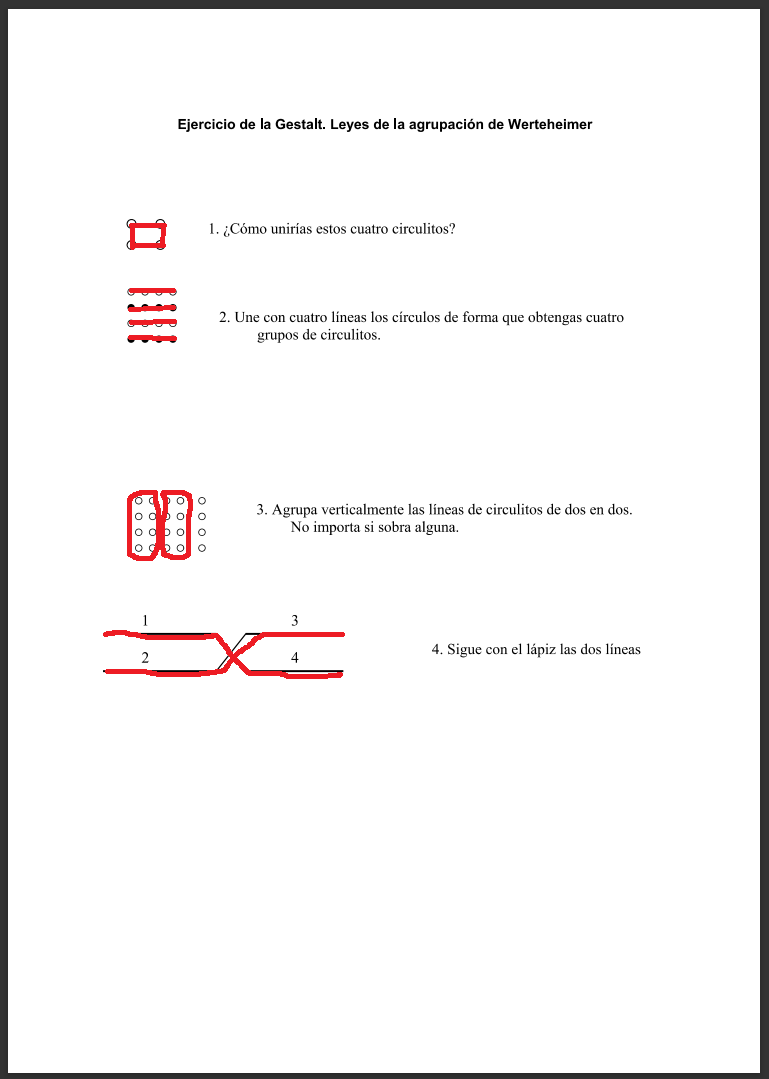 Ejercicio de la Gestalt. Leyes de la agrupación de Werteheimer
1. ¿Cómo unirías estos cuatro circulitos?
2. Une con cuatro líneas los círculos de forma que obtengas cuatro
grupos de circulitos.
3. Agrupa verticalmente las líneas de circulitos de dos en dos.
No importa si sobra alguna.
1 3
2 4
4. Sigue con el lápiz las dos líneas